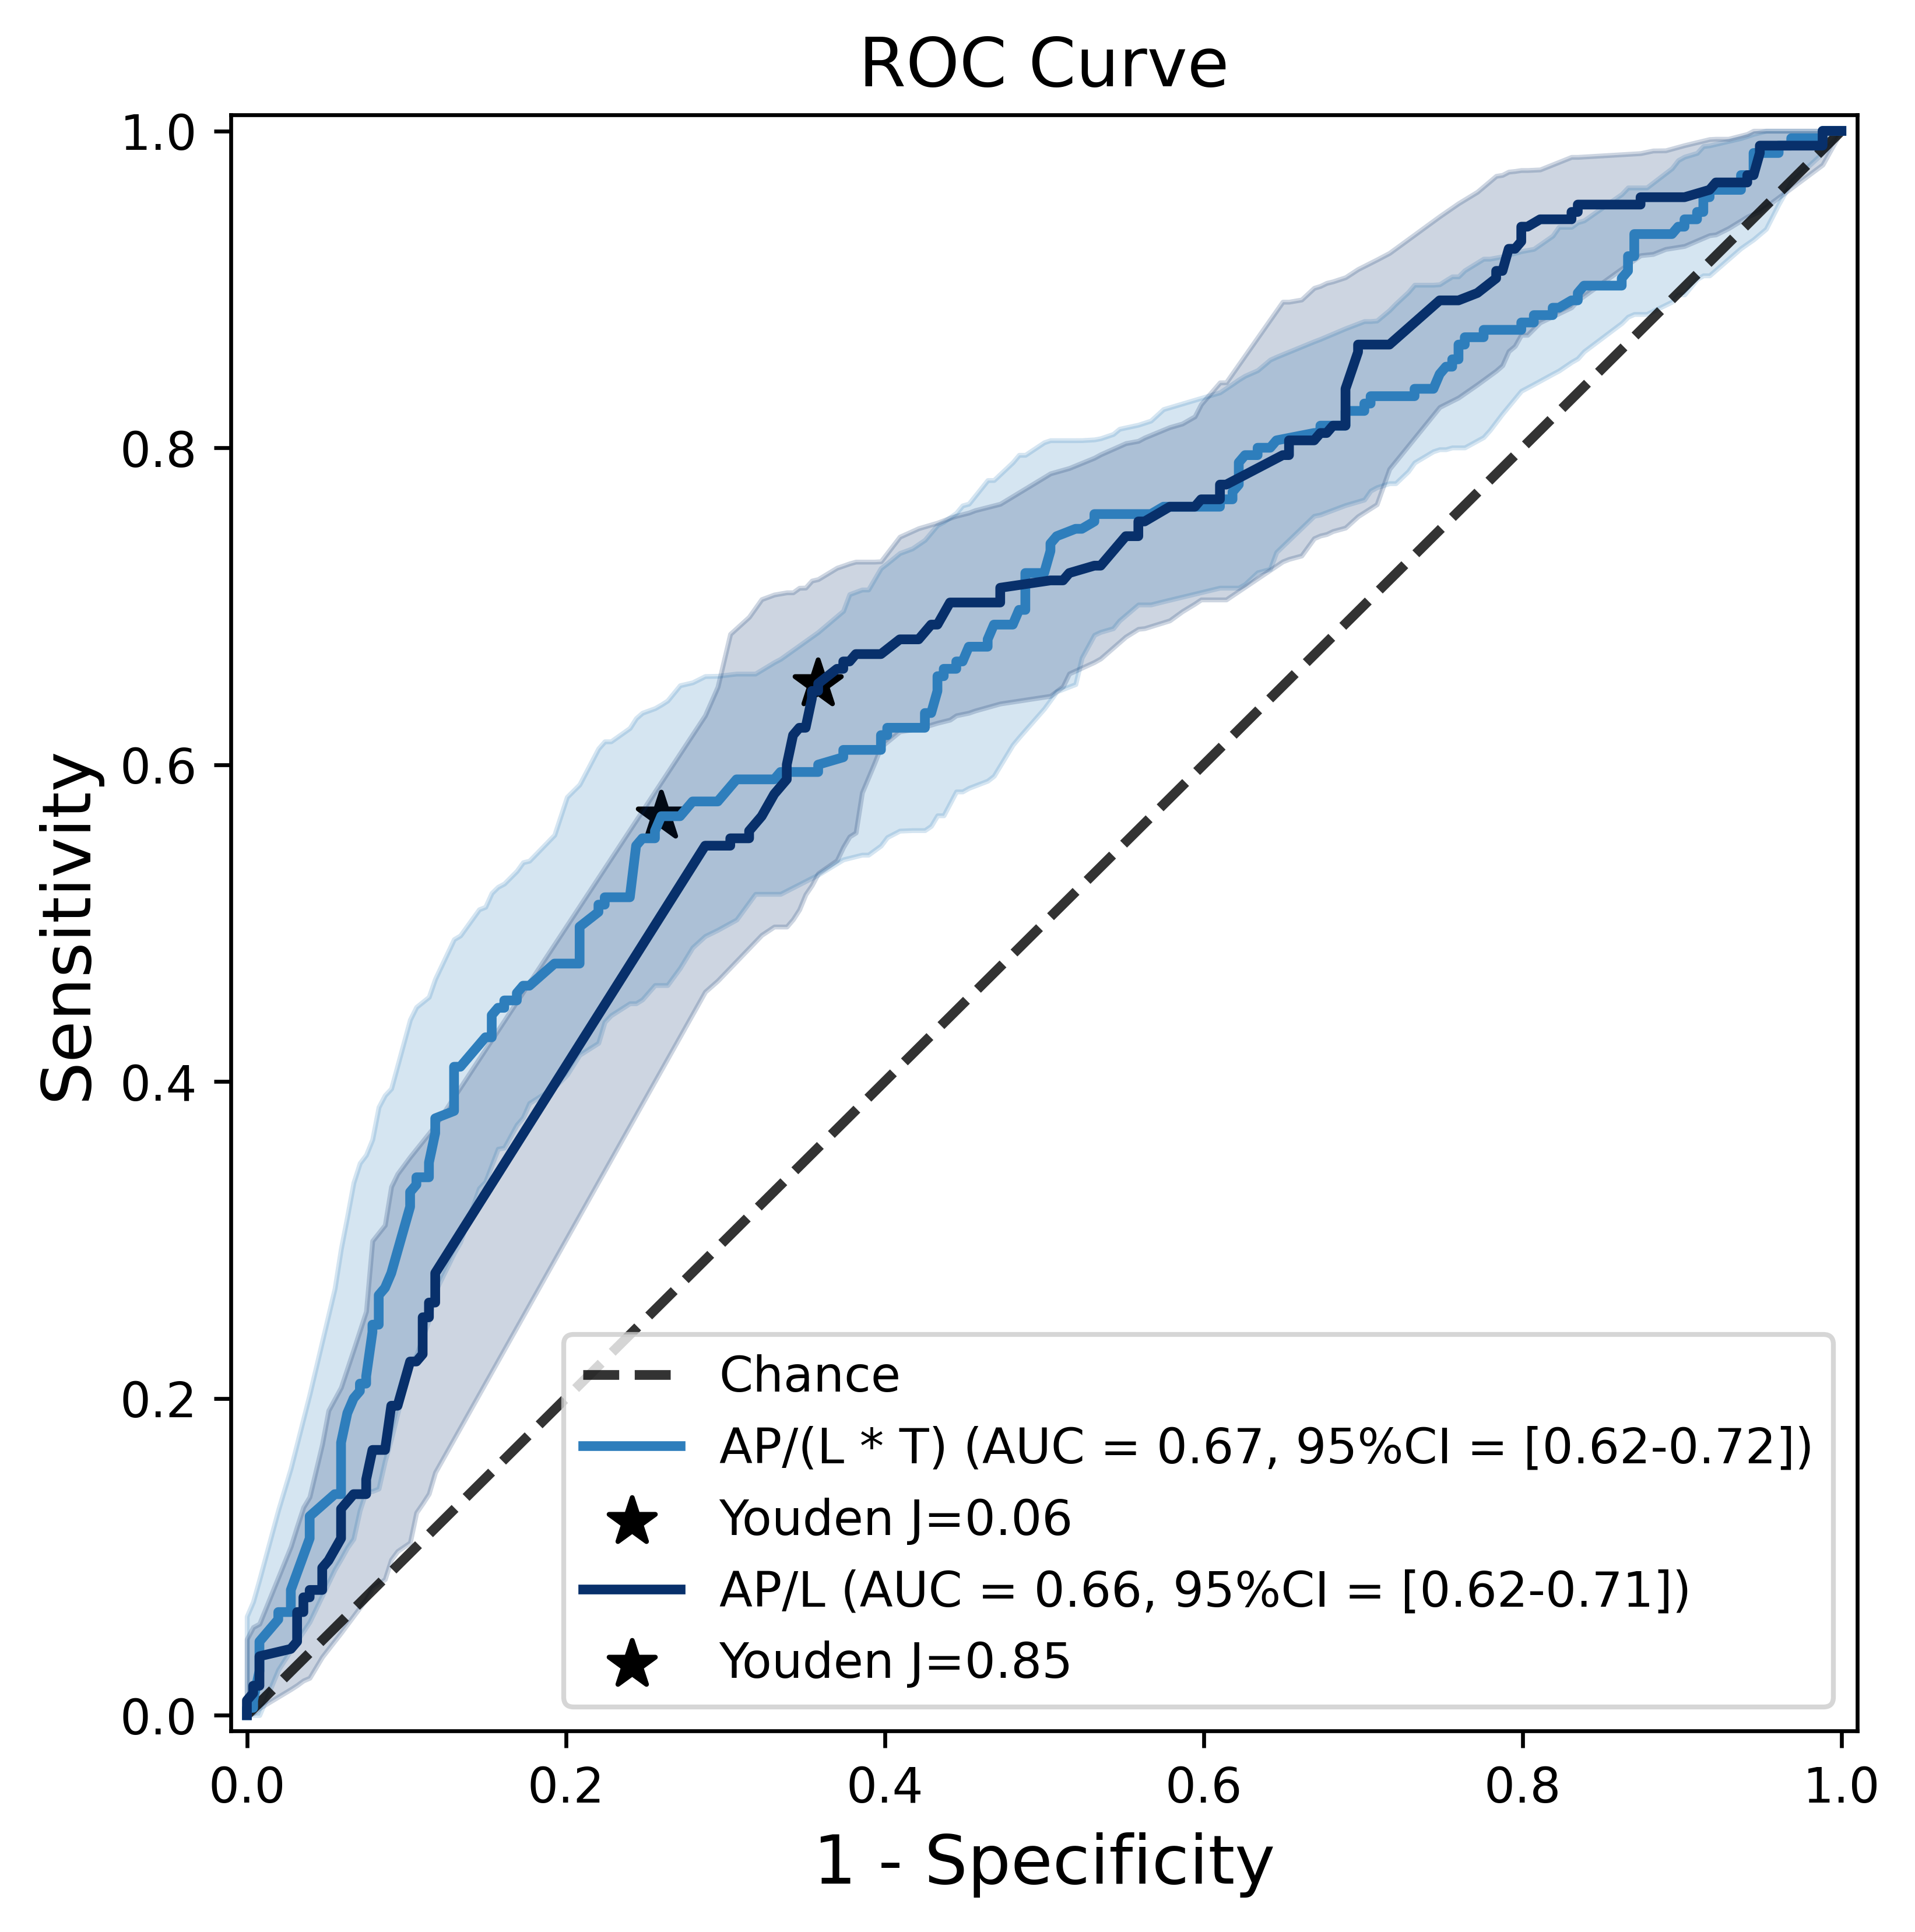 ROC Curve
1.0
0.8
0.6
0.4
0.2
0.0
Sensitivity
Chance
AP/(L * T) (AUC = 0.67, 95%CI = [0.62-0.72])
Youden J=0.06
AP/L (AUC = 0.66, 95%CI = [0.62-0.71])
Youden J=0.85
0.0 0.2 0.4 0.6 0.8 1.0
1 - Specificity